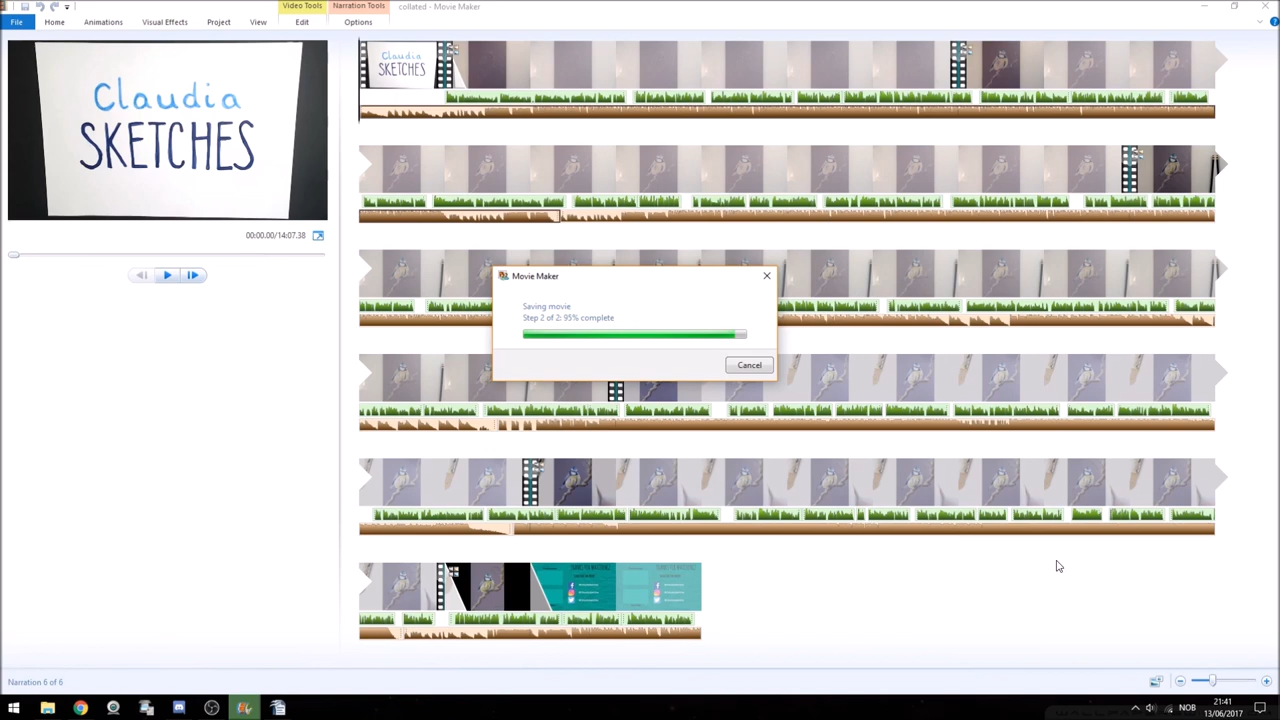 Video Tools
Narration Tools
collated - Movie Maker
File
Home
Animations
Visual Effects
Project
View
Edit
Options
Claudia
SKETCHES
Claudia
SKETCHES
00:00.00/14:07.38
Movie Maker
Saving movie
Step 2 of 2: 95% complete
Cancel
Narration 6 of 6
NOB
21:41
13/06/2017